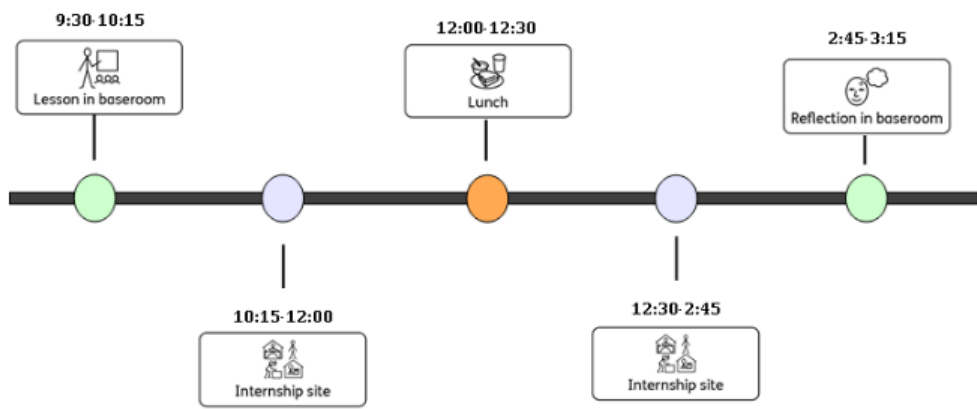 9:30-10:15
Lesson in baseroom
10:15-12:00
Internship site
12:00-12:30
Lunch
12:30-2:45
Internship site
2:45-3:15
Reflection in baseroom